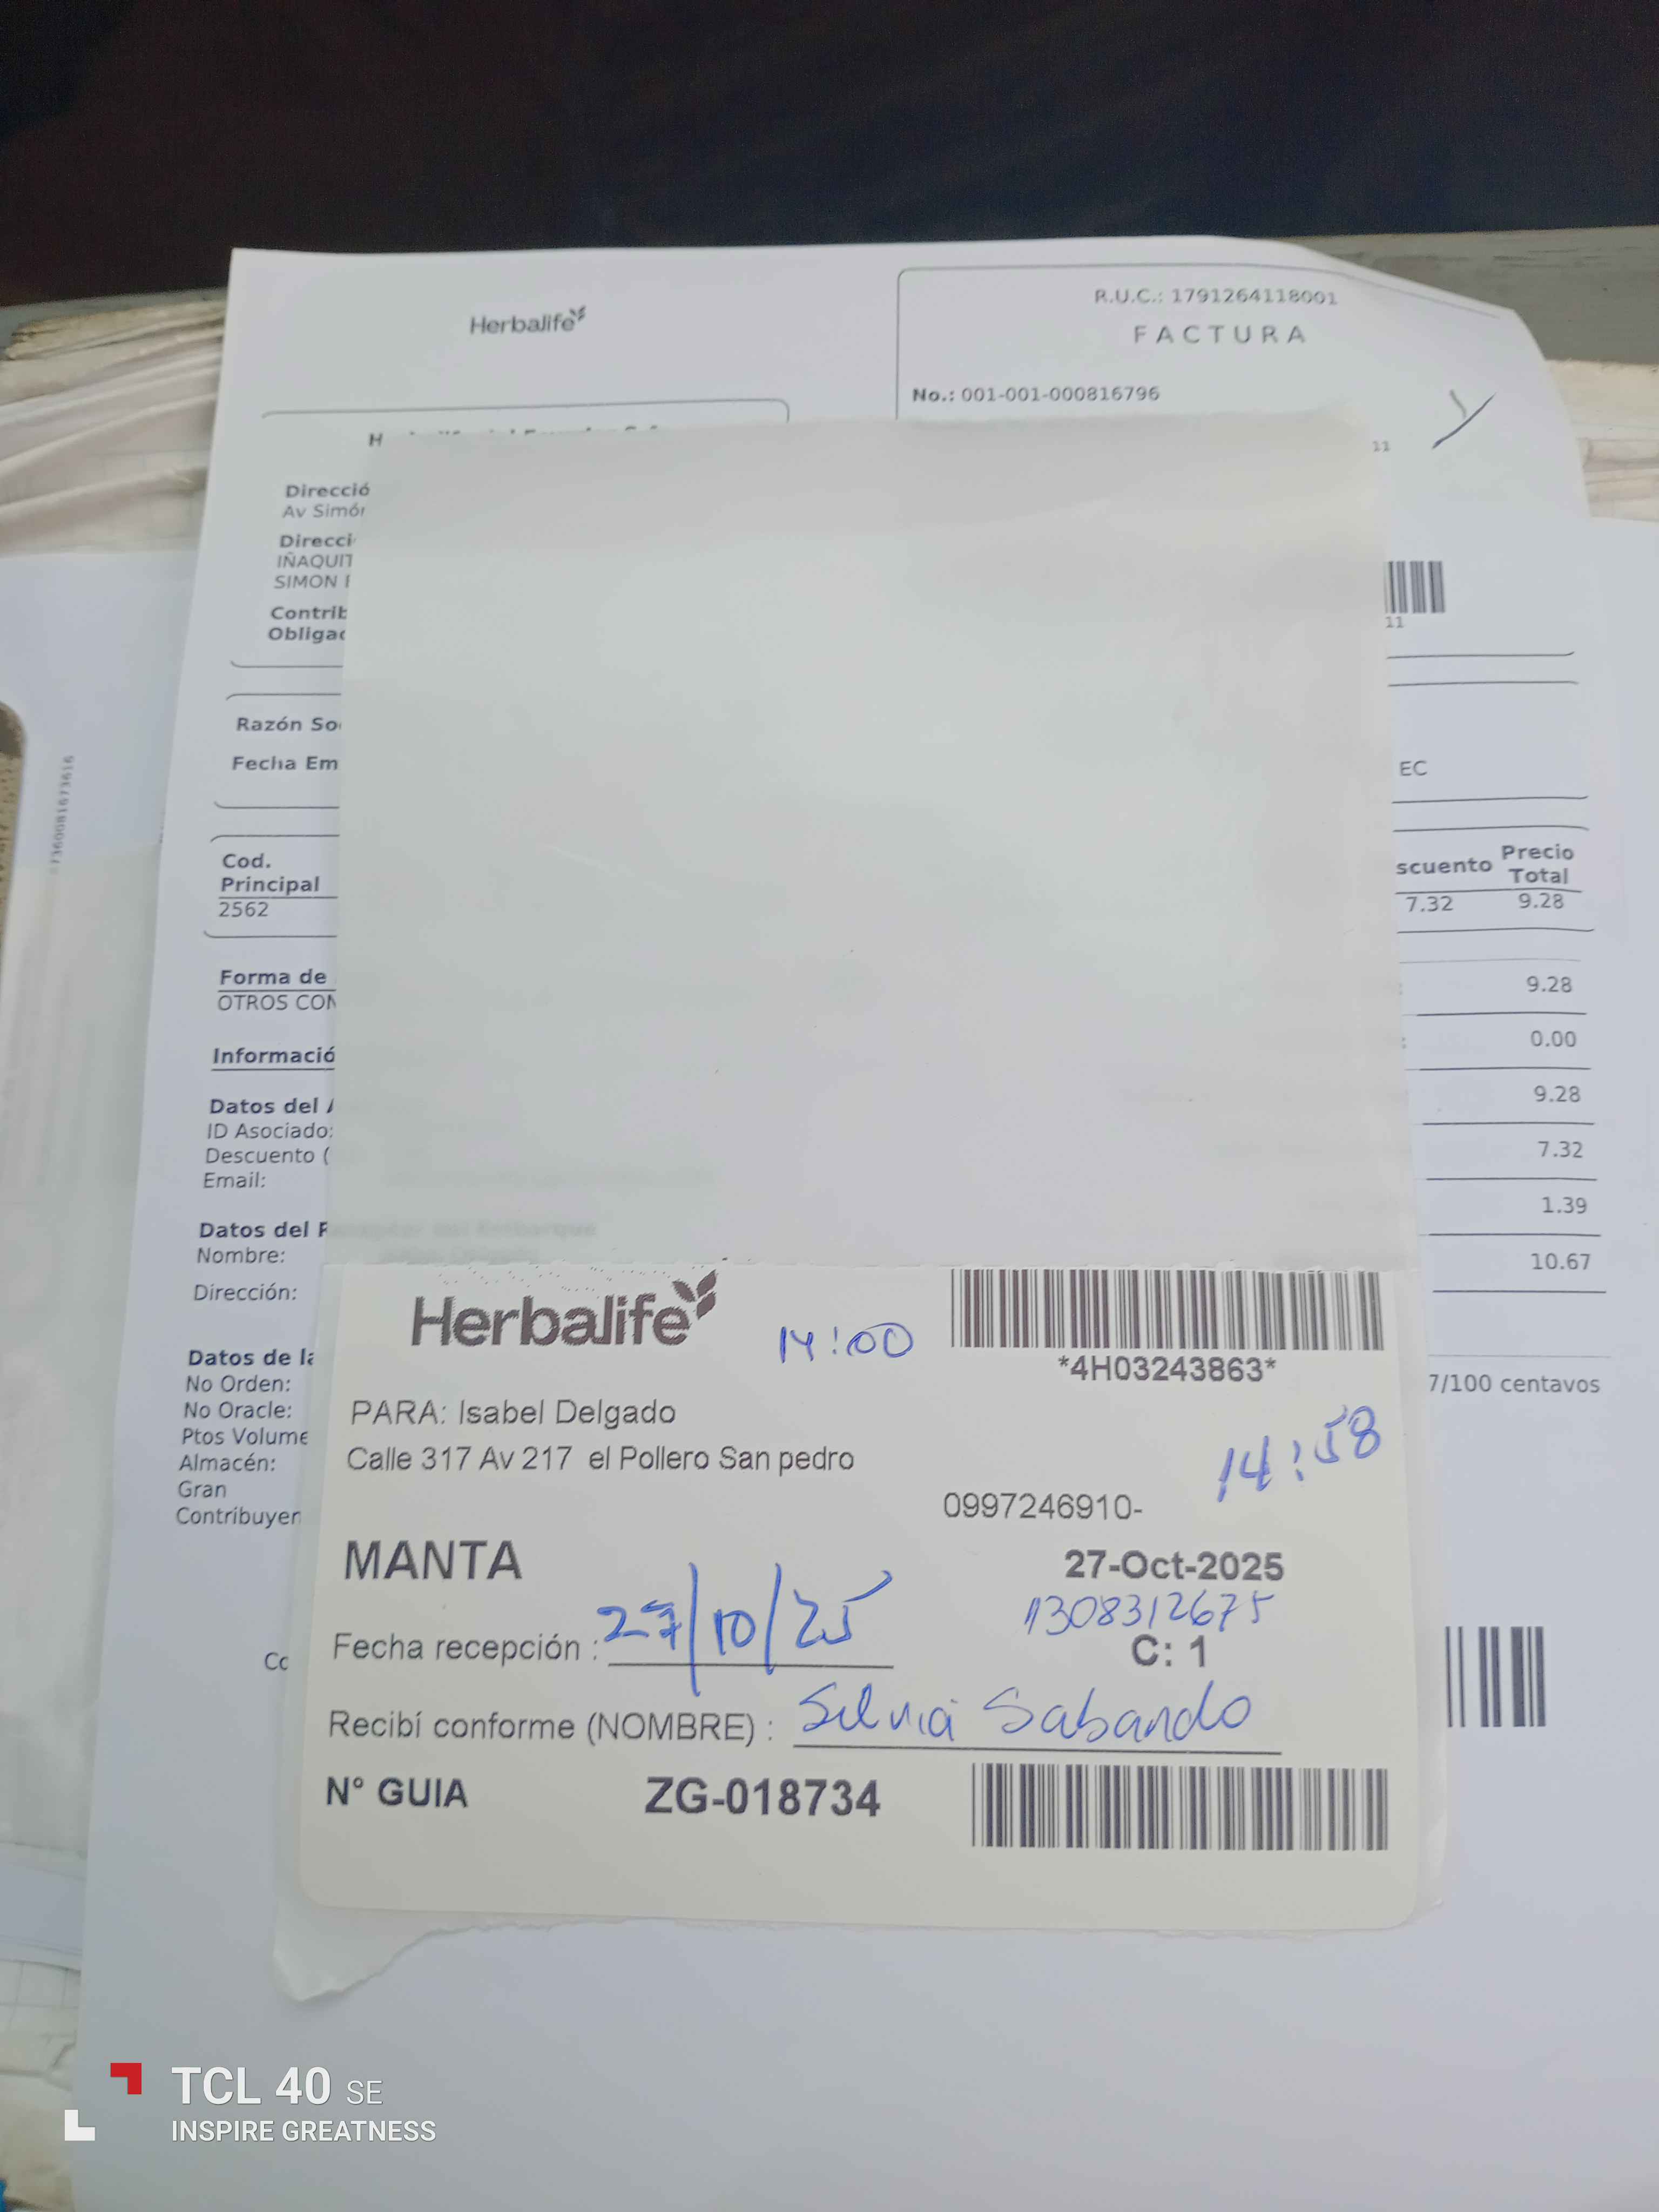 Herbalife
R.U.C.: 1791264118001
FACTURA
No.: 001-001-000816796
H
11
Direcció
Av Simór
Direcci
IÑAQUIT
SIMON
11
Contrib
Obligac
Razón So
Fecha Em
EC
Cod.
Principal
scuento Precio
Total
2562
7.32 9.28
Forma de
OTROS CON
9.28
Informació
0.00
Datos del
9.28
ID Asociado:
Descuento (
7.32
Email:
1.39
Datos del
Nombre:
10.67
Dirección:
Datos de la
No Orden:
7/100 centavos
No Oracle:
Ptos Volume
Almacén:
Gran
Contribuyen
Herbalife
14:00
*4H03243863*
PARA: Isabel Delgado
Calle 317 Av 217 el Pollero San pedro
14:58
0997246910-
MANTA
27-Oct-2025
1308312675
Fecha recepción : 27/10/25
C: 1
Recibí conforme (NOMBRE) : Silvia Sabando
N° GUIA ZG-018734
TCL 40 SE
INSPIRE GREATNESS